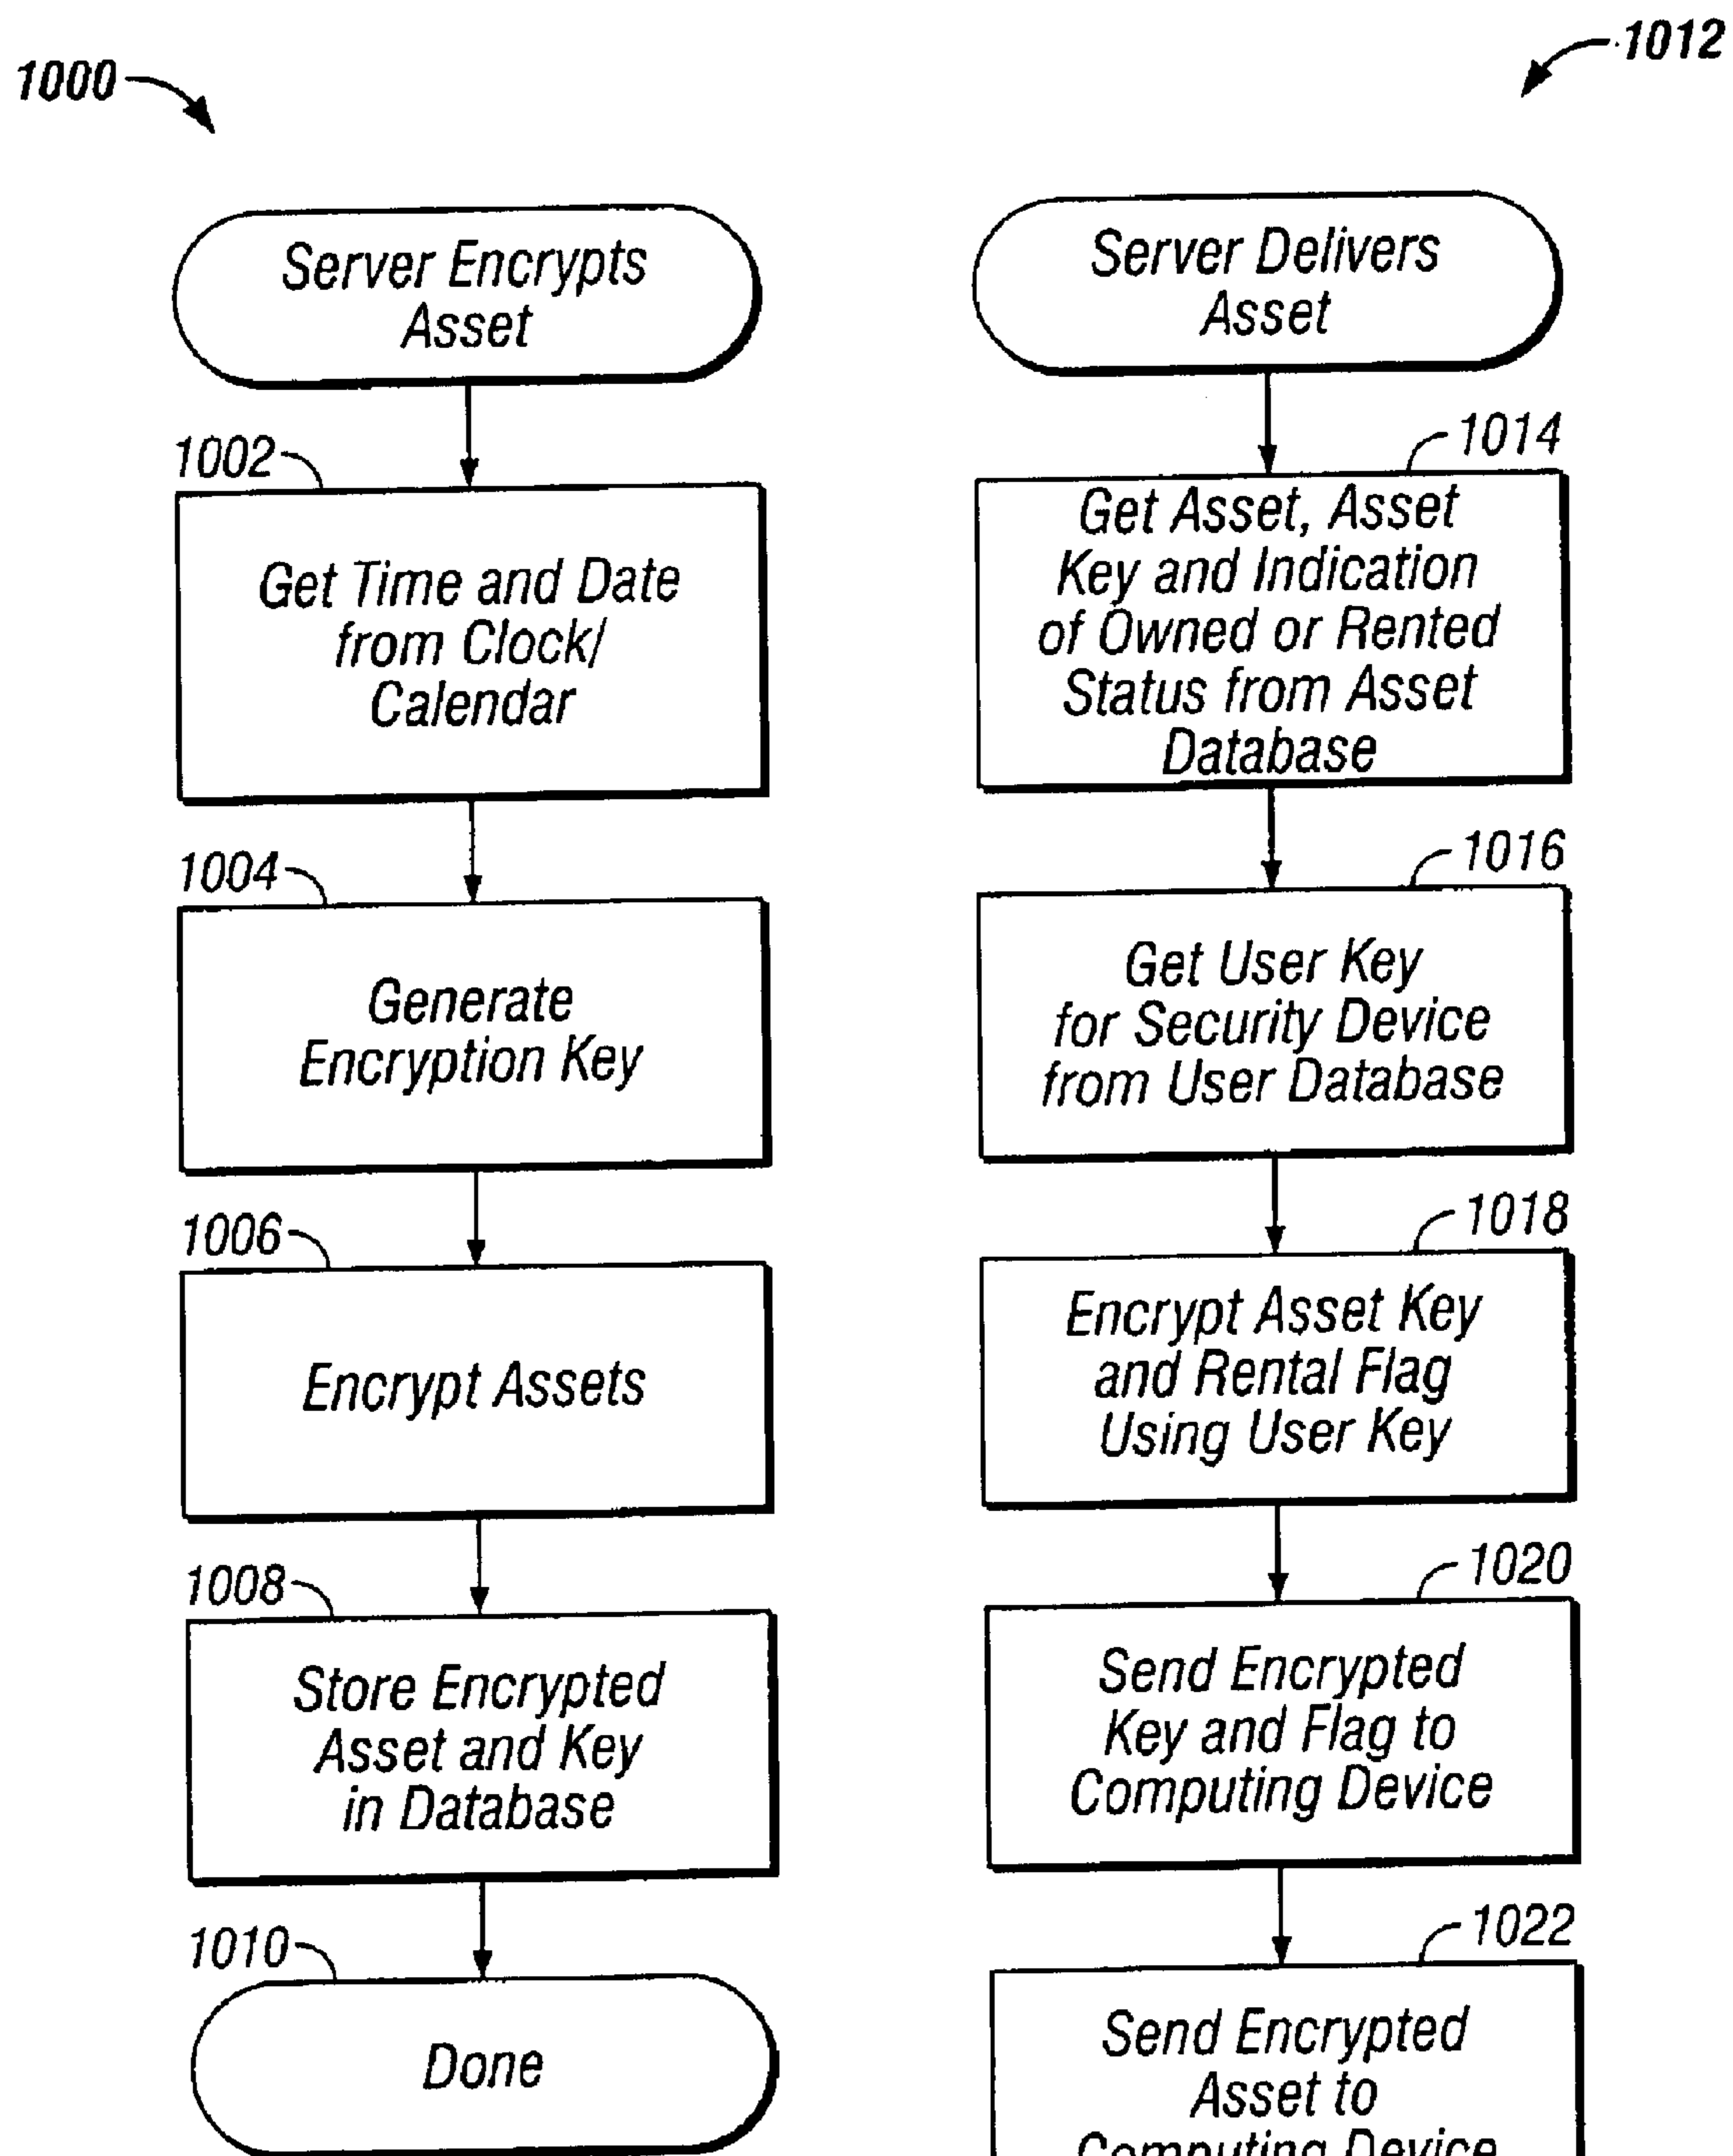 1000
Server Encrypts
Asset
1002
Get Time and Date
from Clock/
Calendar
1004
Generate
Encryption Key
1006
Encrypt Assets
1008
Store Encrypted
Asset and Key
in Database
1010
Done
1012
Server Delivers
Asset
1014
Get Asset, Asset
Key and Indication
of Owned or Rented
Status from Asset
Database
1016
Get User Key
for Security Device
from User Database
1018
Encrypt Asset Key
and Rental Flag
Using User Key
1020
Send Encrypted
Key and Flag to
Computing Device
1022
Send Encrypted
Asset to
Computing Device